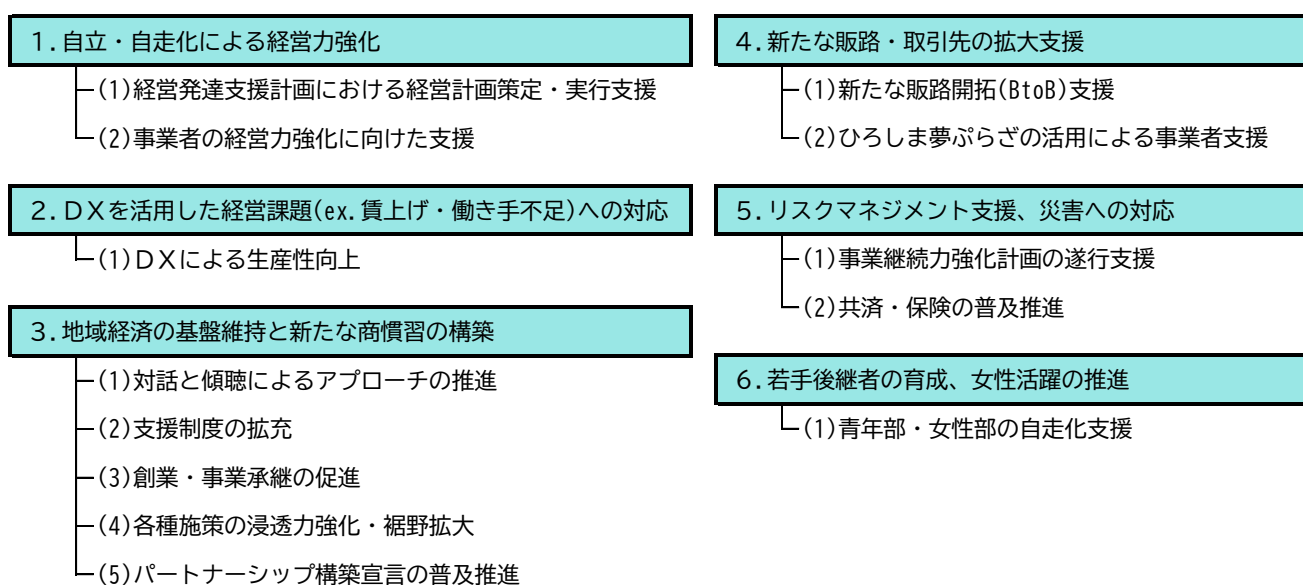 １.自立・自走化による経営力強化
(1)経営発達支援計画における経営計画策定・実行支援
(2)事業者の経営力強化に向けた支援
２.ＤＸを活用した経営課題(ex.賃上げ・働き手不足)への対応
(1)ＤＸによる生産性向上
３.地域経済の基盤維持と新たな商慣習の構築
(1)対話と傾聴によるアプローチの推進
(2)支援制度の拡充
(3)創業・事業承継の促進
(4)各種施策の浸透力強化・裾野拡大
(5)パートナーシップ構築宣言の普及推進
４.新たな販路・取引先の拡大支援
(1)新たな販路開拓(BtoB)支援
(2)ひろしま夢ぷらざの活用による事業者支援
５.リスクマネジメント支援、災害への対応
(1)事業継続力強化計画の遂行支援
(2)共済・保険の普及推進
６.若手後継者の育成、女性活躍の推進
(1)青年部・女性部の自走化支援